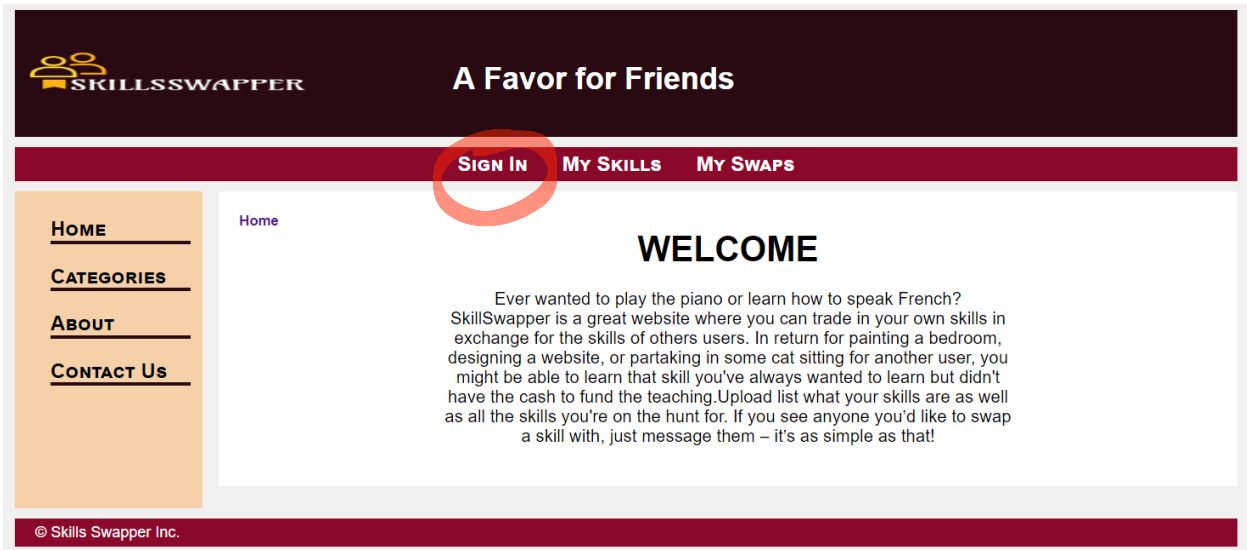 SKILLSSWAPPER
A Favor for Friends
Sign In My Skills My Swaps
Home
Categories
About
Contact Us
Home
WELCOME
Ever wanted to play the piano or learn how to speak French?
SkillSwapper is a great website where you can trade in your own skills in
exchange for the skills of others users. In return for painting a bedroom,
designing a website, or partaking in some cat sitting for another user, you
might be able to learn that skill you've always wanted to learn but didn't
have the cash to fund the teaching.Upload list what your skills are as well
as all the skills you're on the hunt for. If you see anyone you’d like to swap
a skill with, just message them – it’s as simple as that!
© Skills Swapper Inc.